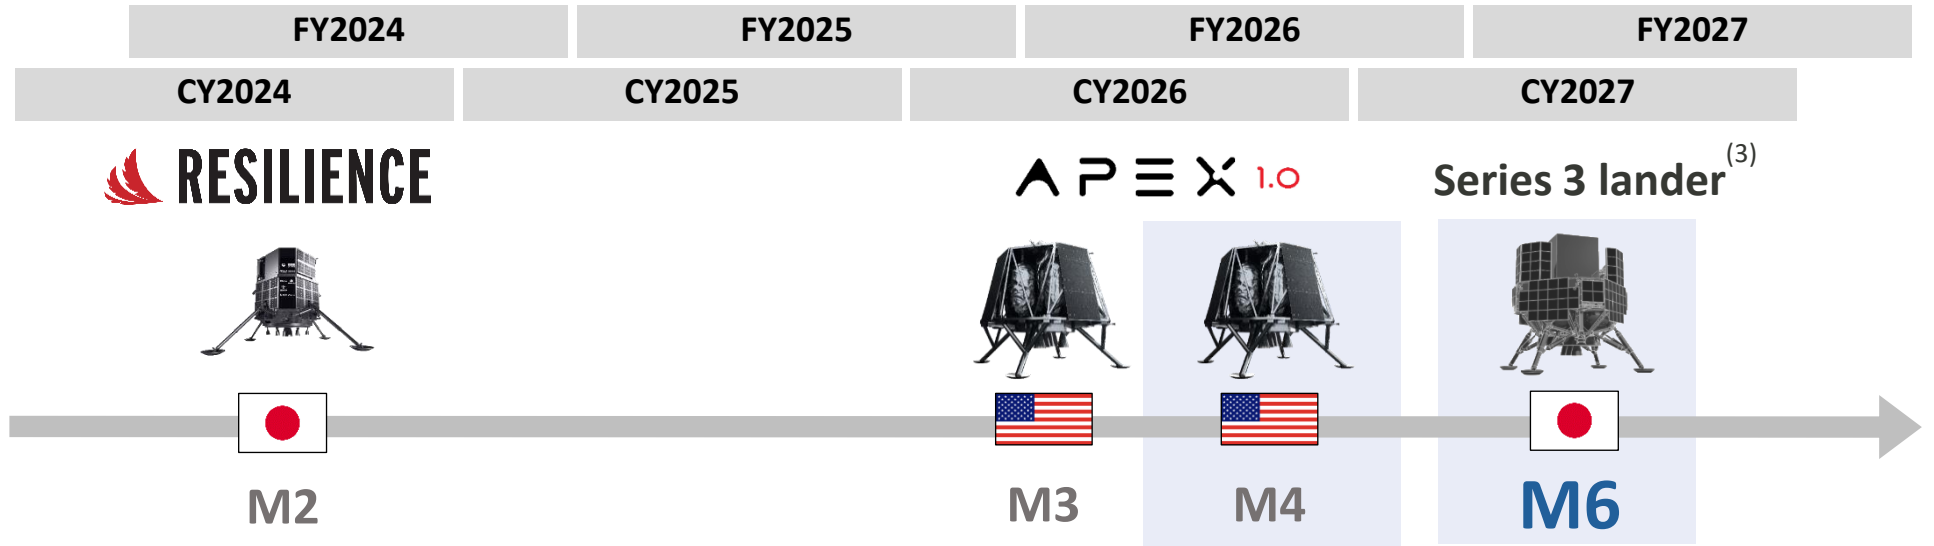 FY2024 FY2025 FY2026 FY2027
CY2024 CY2025 CY2026 CY2027
RESILIENCE
APEX 1.0
Series 3 lander(3)
M2 M3 M4 M6